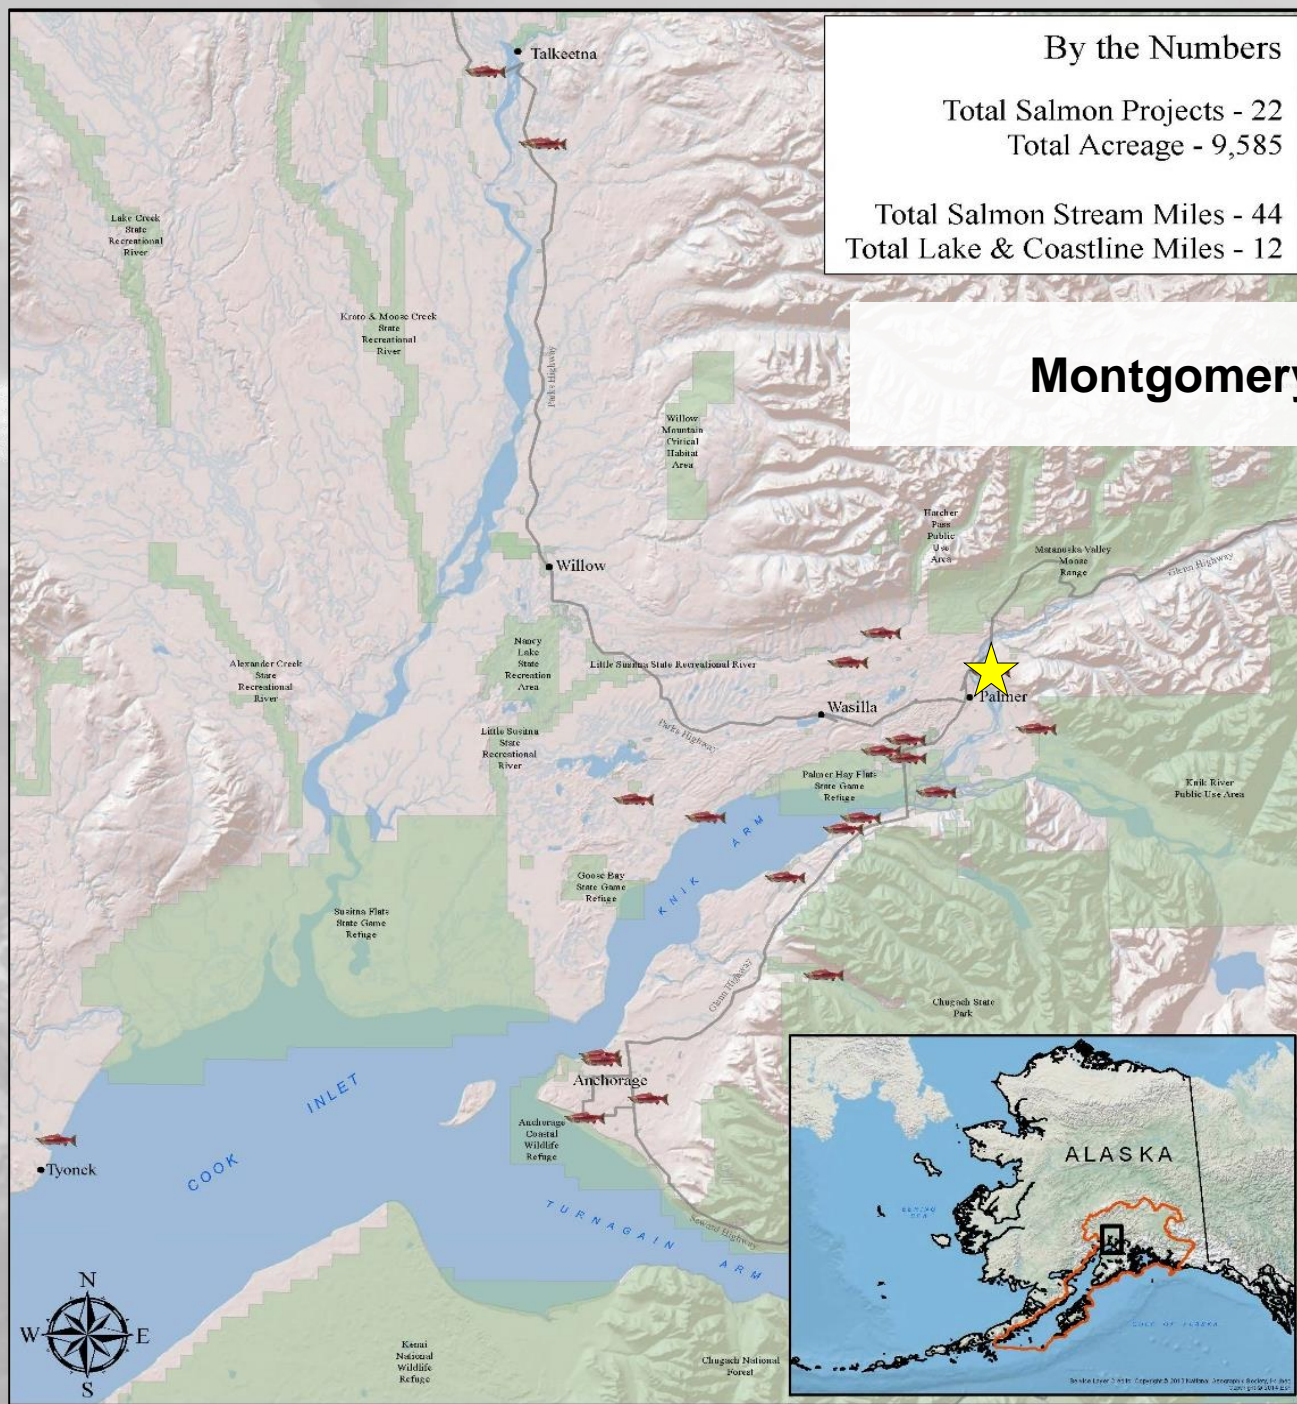 By the Numbers
Total Salmon Projects - 22
Total Acreage - 9,585
Total Salmon Stream Miles - 44
Total Lake & Coastline Miles - 12
Montgomery
Talkeetna
Lake Creek
State
Recreational
River
Kroto & Moose Creek
State
Recreational
River
Parks Highway
Willow
Mountain
Critical
Habitat
Area
Hatcher
Pass
Public
Use
Area
Matanuska Valley
Moose
Range
Glenn Highway
Willow
Nancy
Lake
State
Recreation
Area
Little Susitna State Recreational River
Alexander Creek
State
Recreational
River
Palmer
Wasilla
Parks Highway
Little Susitna
State
Recreational
River
Palmer Hay Flats
State Game
Refuge
Knik River
Public Use Area
KNIK ARM
Goose Bay
State Game
Refuge
Susitna Flats
State Game
Refuge
Glenn Highway
Chugach State
Park
Anchorage
Anchorage
Coastal
Wildlife
Refuge
COOK INLET
Tyonek
TURNAGAIN ARM
Seward Highway
Kenai
National
Wildlife
Refuge
Chugach National
Forest
N
W E
S
ALASKA
BERING
SEA
GULF OF ALASKA